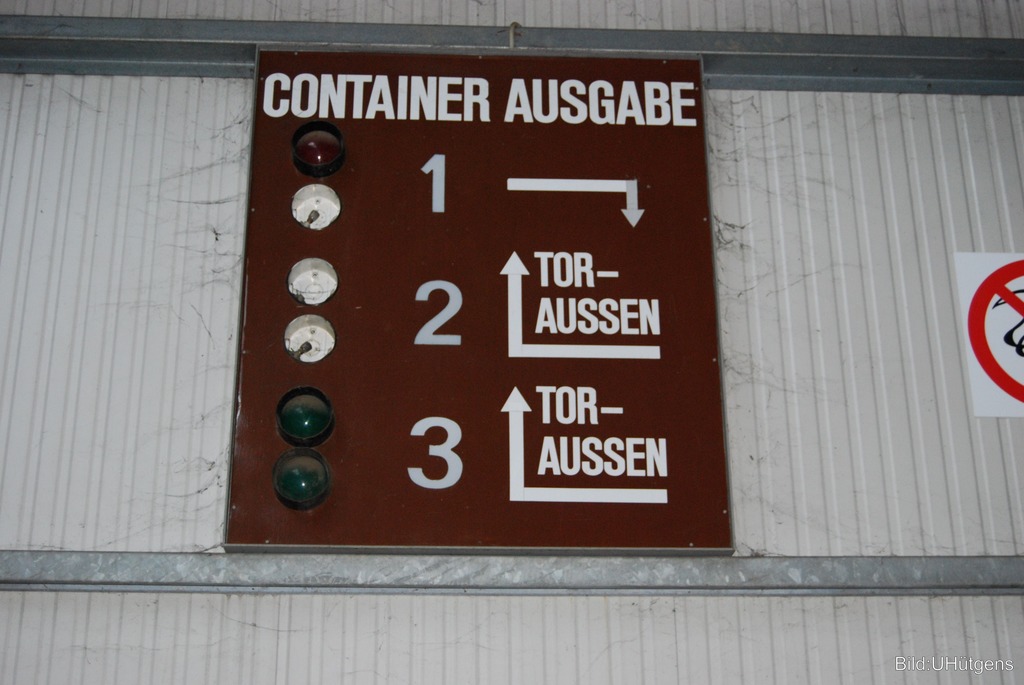 CONTAINER AUSGABE
1
2 TOR-
AUSSEN
3 TOR-
AUSSEN
Bild:UHütgens